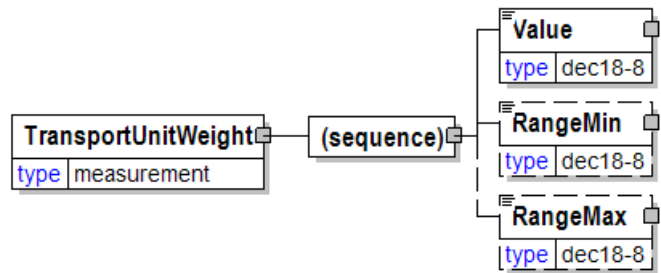 Value
type dec18-8
RangeMin
type dec18-8
TransportUnitWeight
type measurement
(sequence)
RangeMax
type dec18-8